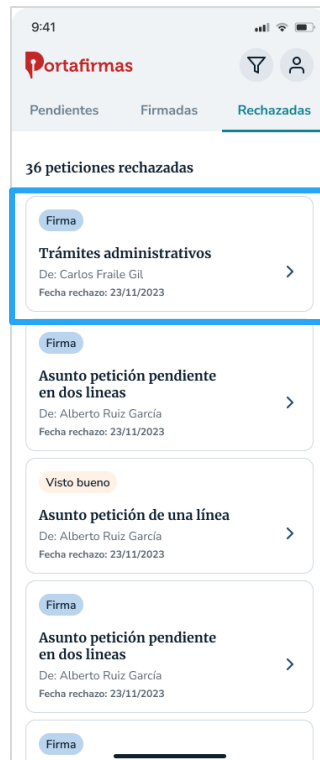 9:41
Portafirmas
Pendientes Firmadas Rechazadas
36 peticiones rechazadas
Firma
Trámites administrativos
De: Carlos Fraile Gil
Fecha rechazo: 23/11/2023
Firma
Asunto petición pendiente
en dos lineas
De: Alberto Ruiz García
Fecha rechazo: 23/11/2023
Visto bueno
Asunto petición de una línea
De: Alberto Ruiz García
Fecha rechazo: 23/11/2023
Firma
Asunto petición pendiente
en dos lineas
De: Alberto Ruiz García
Fecha rechazo: 23/11/2023
Firma